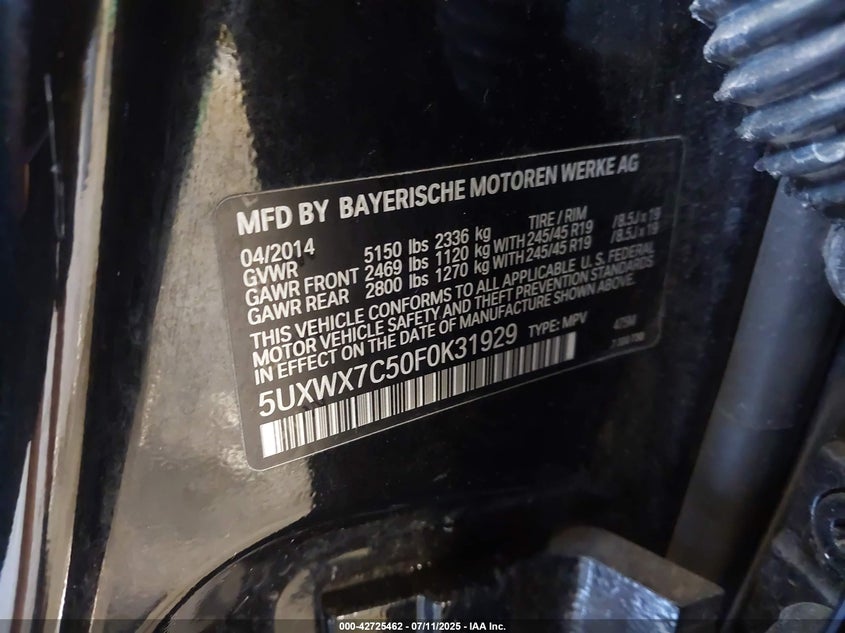 MFD BY BAYERISCHE MOTOREN WERKE AG
04/2014 TIRE / RIM
GVWR 5150 lbs 2336 kg
GAWR FRONT 2469 lbs 1120 kg WITH 245/45 R19 /8.5J x 19
GAWR REAR 2800 lbs 1270 kg WITH 245/45 R19 /8.5J x 19
THIS VEHICLE CONFORMS TO ALL APPLICABLE U. S. FEDERAL
MOTOR VEHICLE SAFETY AND THEFT PREVENTION STANDARDS
IN EFFECT ON THE DATE OF MANUFACTURE SHOWN ABOVE.
5UXWX7C50F0K31929 TYPE: MPV
000-42725462 - 07/11/2025 - IAA Inc.